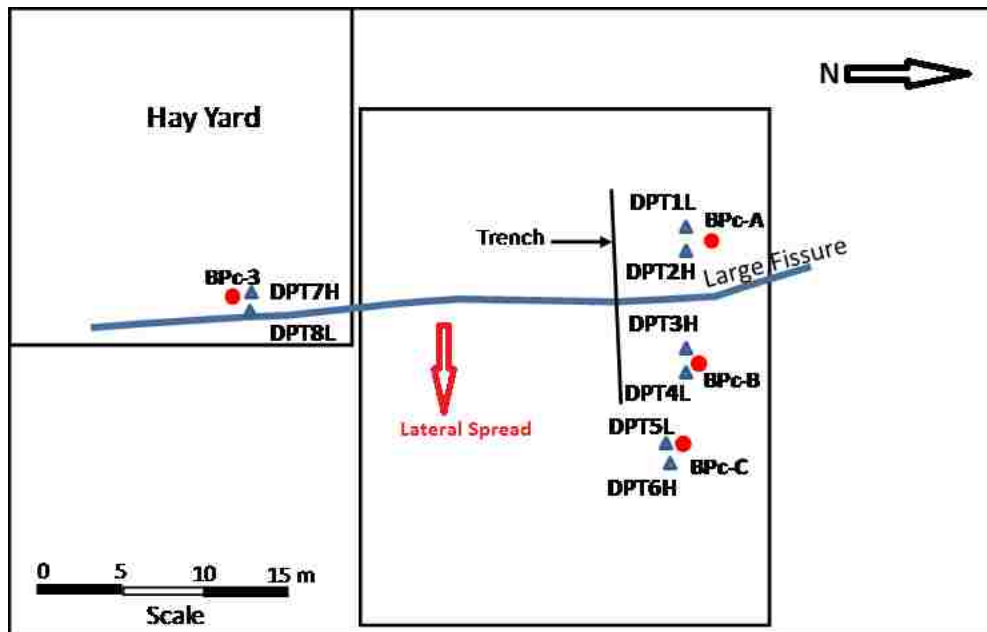 N
Hay Yard
DPT1L
BPc-A
Trench
DPT2H
Large Fissure
BPc-3
DPT7H
DPT8L
DPT3H
BPc-B
DPT4L
Lateral Spread
DPT5L
BPc-C
DPT6H
0 5 10 15 m
Scale